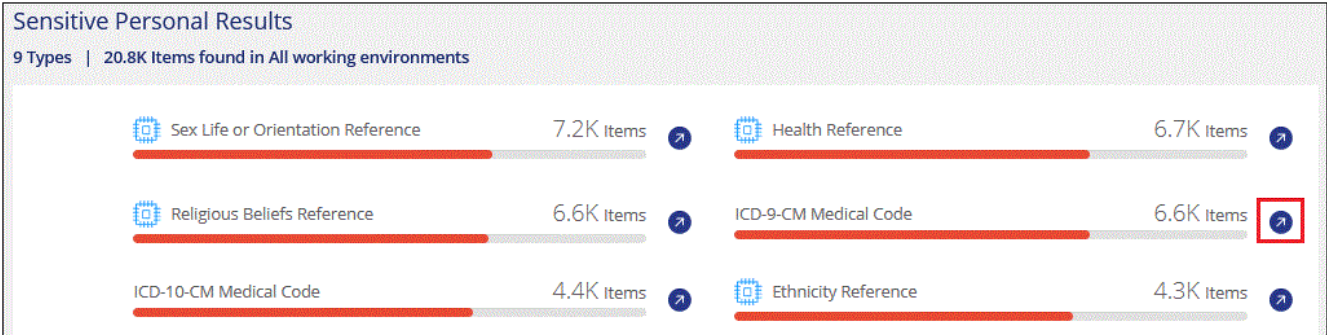 Sensitive Personal Results
9 Types | 20.8K Items found in All working environments
Sex Life or Orientation Reference 7.2K Items
Health Reference 6.7K Items
Religious Beliefs Reference 6.6K Items
ICD-9-CM Medical Code 6.6K Items
ICD-10-CM Medical Code 4.4K Items
Ethnicity Reference 4.3K Items